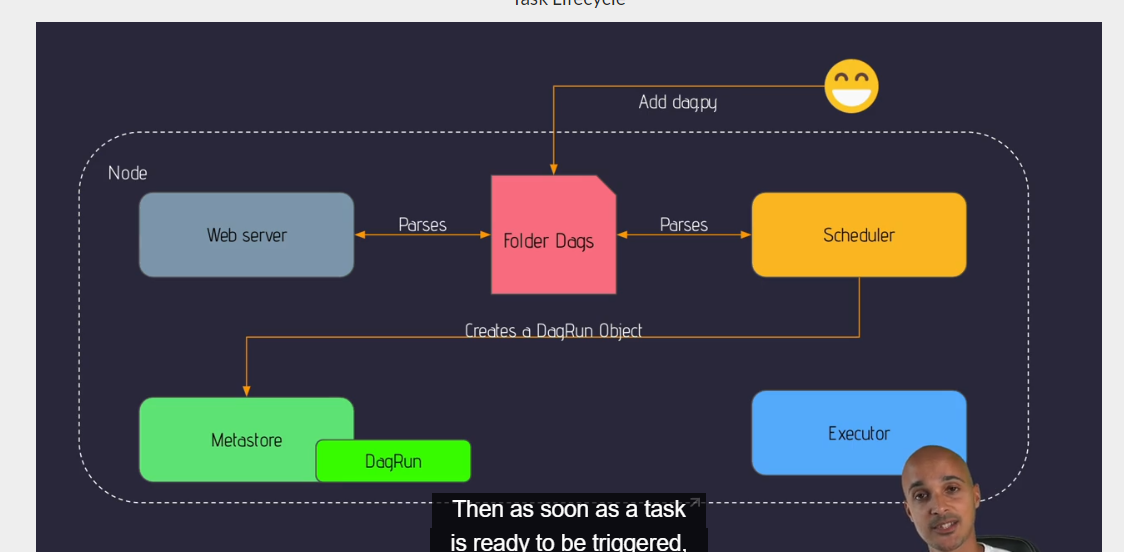 Task Lifecycle
Add dag.py
Node
Web server
Parses
Folder Dags
Parses
Scheduler
Creates a DagRun Object
Metastore
DagRun
Executor
Then as soon as a task
is ready to be triggered,